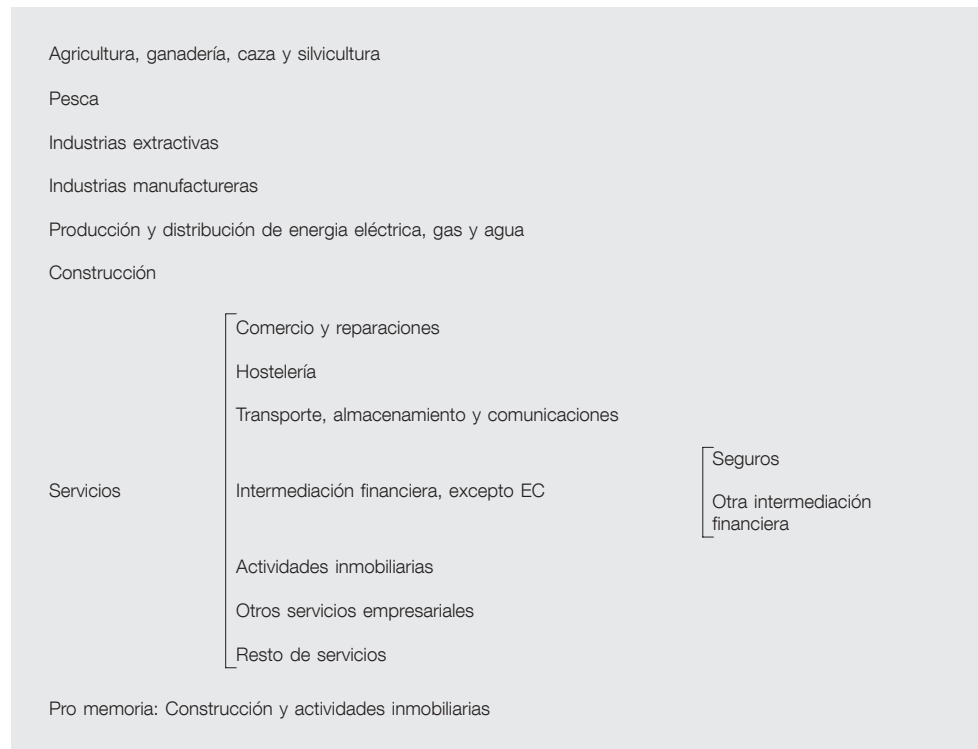 Agricultura, ganadería, caza y silvicultura
Pesca
Industrias extractivas
Industrias manufactureras
Producción y distribución de energia eléctrica, gas y agua
Construcción
Servicios
Comercio y reparaciones
Hostelería
Transporte, almacenamiento y comunicaciones
Intermediación financiera, excepto EC
Seguros
Otra intermediación
financiera
Actividades inmobiliarias
Otros servicios empresariales
Resto de servicios
Pro memoria: Construcción y actividades inmobiliarias